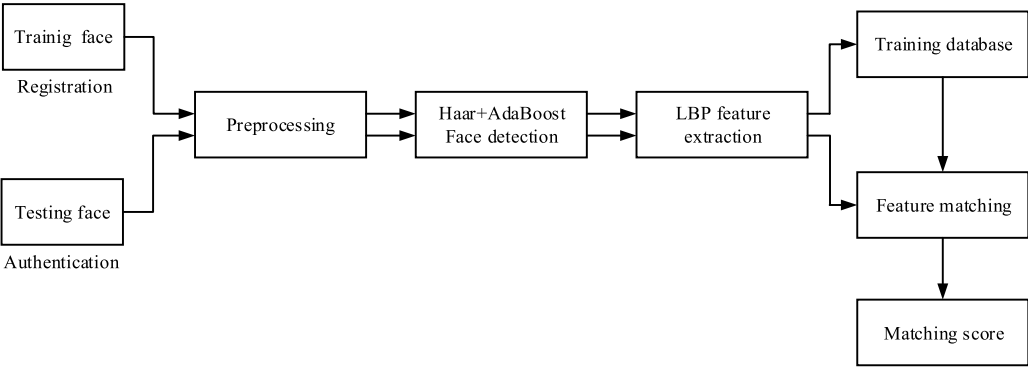 Trainig face
Registration
Testing face
Authentication
Preprocessing
Haar+AdaBoost
Face detection
LBP feature
extraction
Training database
Feature matching
Matching score